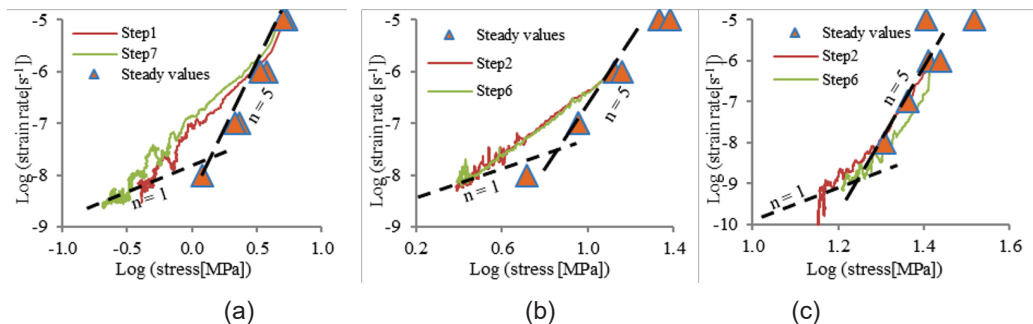 -5
-6
-7
-8
-9
-1.0
-0.5
0.0
0.5
1.0
Log (strain rate[s⁻¹])
Log (stress[MPa])
Step1
Step7
Steady values
n = 5
n = 1
(a)
-5
-6
-7
-8
-9
0.2
0.6
1.0
1.4
Log (strain rate[s⁻¹])
Log (stress[MPa])
Steady values
Step2
Step6
n = 5
n = 1
(b)
-5
-6
-7
-8
-9
-10
1.0
1.2
1.4
1.6
Log (strain rate[s⁻¹])
Log (stress[MPa])
Steady values
Step2
Step6
n = 5
n = 1
(c)